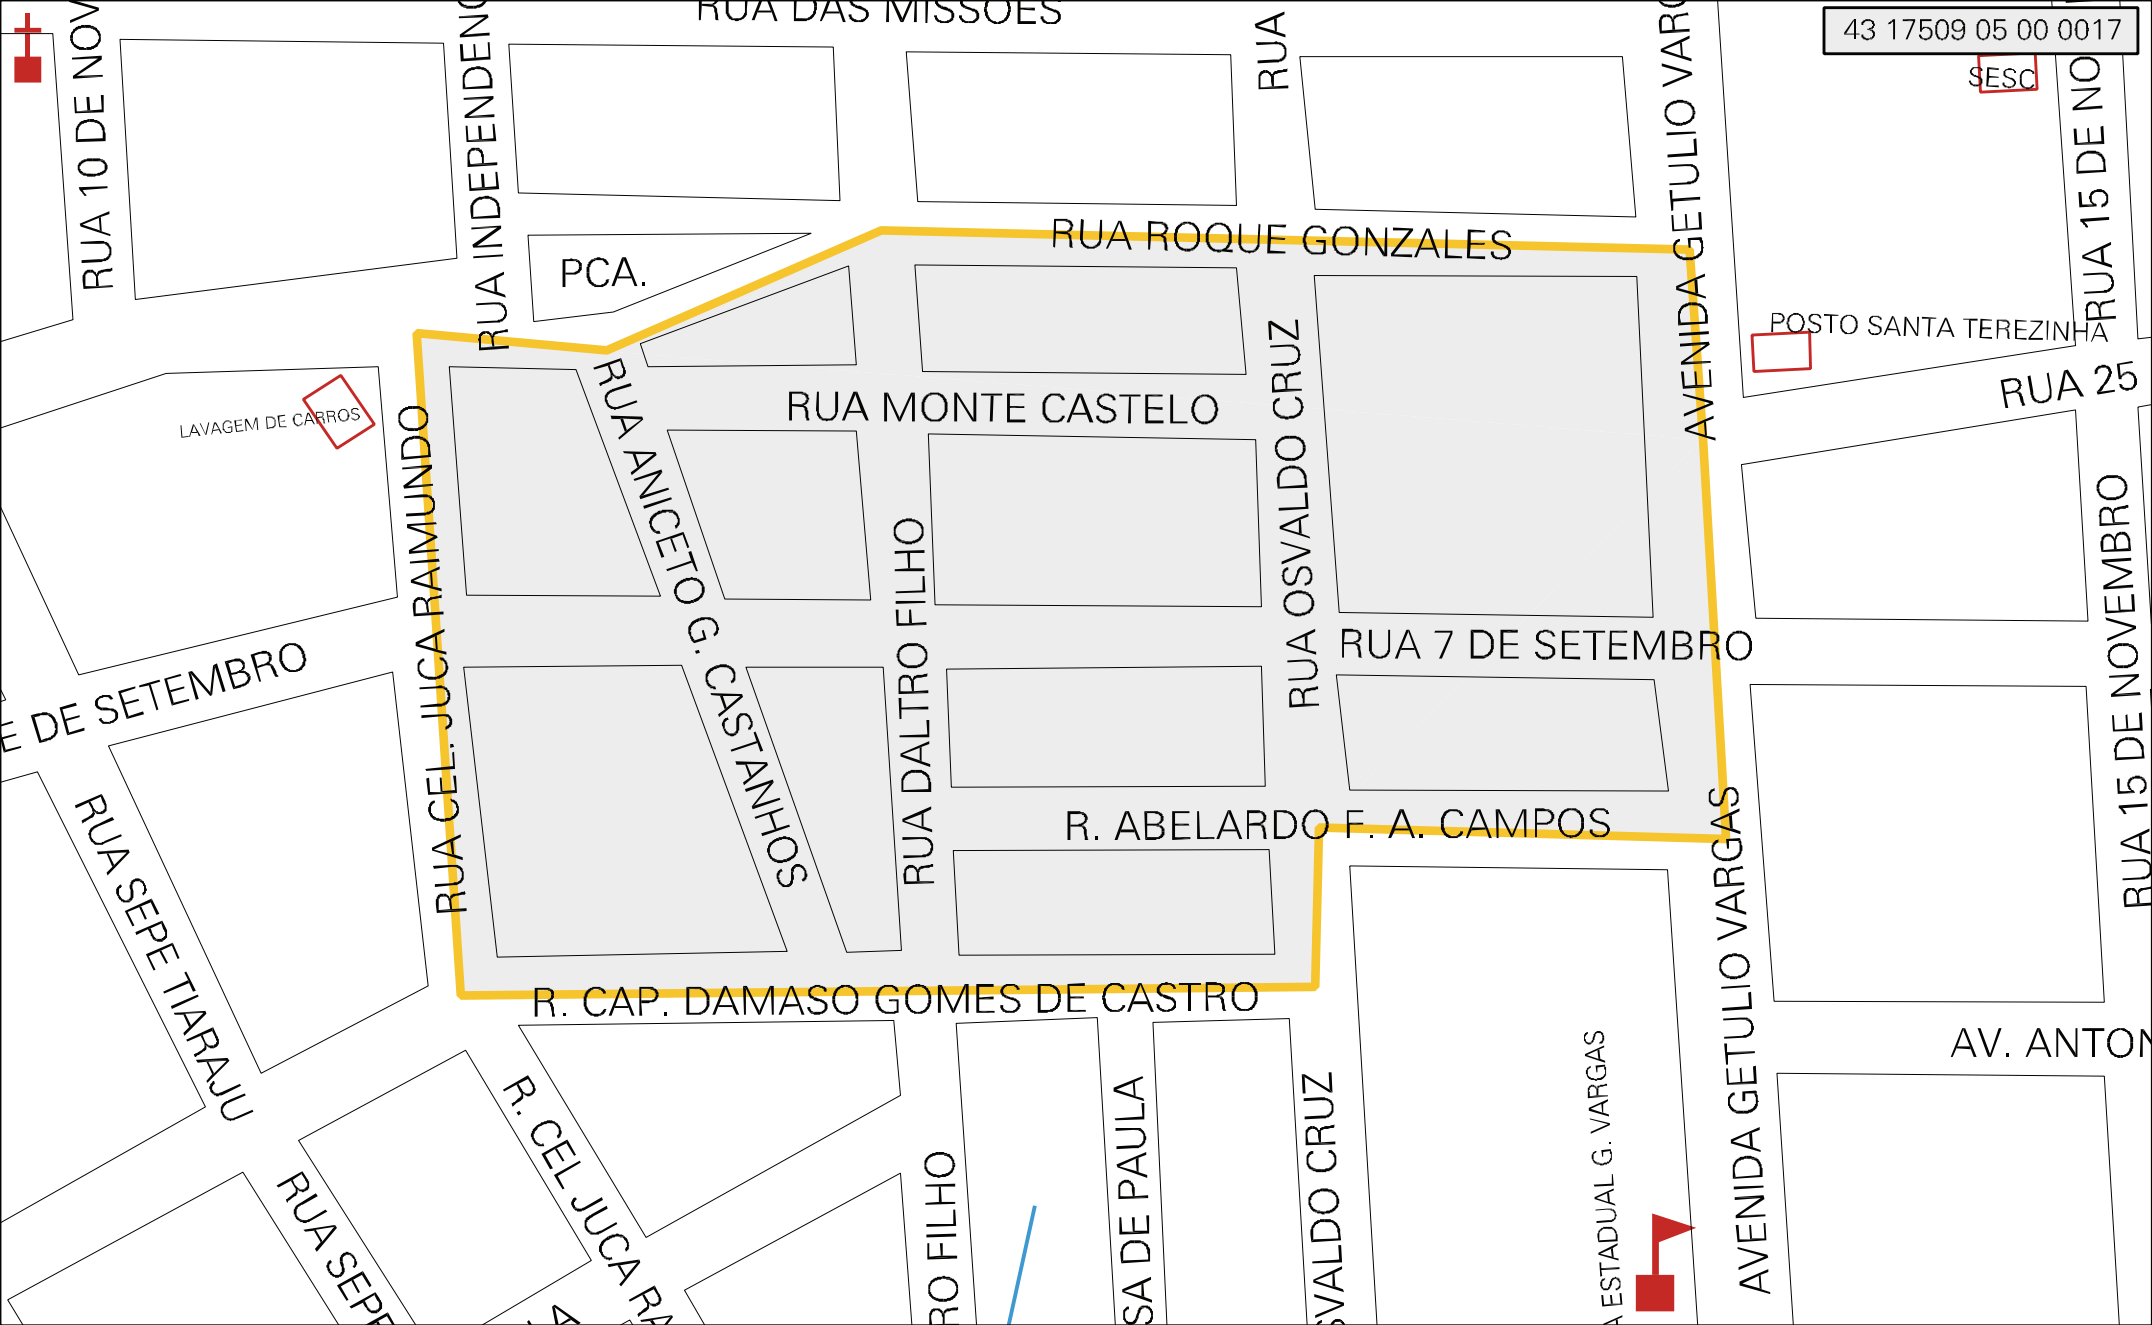 RUA DAS MISSOES
43 17509 05 00 0017
RUA 10 DE NOV
RUA INDEPENDENC
RUA
AVENIDA GETULIO VARG
SESC
RUA 15 DE NO
RUA ROQUE GONZALES
PCA.
POSTO SANTA TEREZINHA
RUA 25
LAVAGEM DE CARROS
RUA MONTE CASTELO
RUA CEL. JUCA RAIMUNDO
RUA ANICETO G. CASTANHOS
RUA DALTRO FILHO
RUA OSVALDO CRUZ
RUA 7 DE SETEMBRO
E DE SETEMBRO
RUA 15 DE NOVEMBRO
R. ABELARDO F. A. CAMPOS
RUA SEPE TIARAJU
AVENIDA GETULIO VARGAS
R. CAP. DAMASO GOMES DE CASTRO
AV. ANTON
R. CEL JUCA RA
RUA SEPE
RO FILHO
SA DE PAULA
SVALDO CRUZ
A ESTADUAL G. VARGAS
A